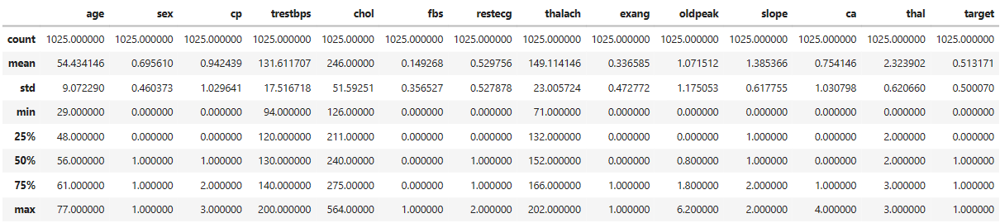 age sex cp trestbps chol fbs restecg thalach exang oldpeak slope ca thal target
count 1025.000000 1025.000000 1025.000000 1025.000000 1025.00000 1025.000000 1025.000000 1025.000000 1025.000000 1025.000000 1025.000000 1025.000000 1025.000000 1025.000000
mean 54.434146 0.695610 0.942439 131.611707 246.00000 0.149268 0.529756 149.114146 0.336585 1.071512 1.385366 0.754146 2.323902 0.513171
std 9.072290 0.460373 1.029641 17.516718 51.59251 0.356527 0.527878 23.005724 0.472772 1.175053 0.617755 1.030798 0.620660 0.500070
min 29.000000 0.000000 0.000000 94.000000 126.00000 0.000000 0.000000 71.000000 0.000000 0.000000 0.000000 0.000000 0.000000 0.000000
25% 48.000000 0.000000 0.000000 120.000000 211.00000 0.000000 0.000000 132.000000 0.000000 0.000000 1.000000 0.000000 2.000000 0.000000
50% 56.000000 1.000000 1.000000 130.000000 240.00000 0.000000 1.000000 152.000000 0.000000 0.800000 1.000000 0.000000 2.000000 1.000000
75% 61.000000 1.000000 2.000000 140.000000 275.00000 0.000000 1.000000 166.000000 1.000000 1.800000 2.000000 1.000000 3.000000 1.000000
max 77.000000 1.000000 3.000000 200.000000 564.00000 1.000000 2.000000 202.000000 1.000000 6.200000 2.000000 4.000000 3.000000 1.000000